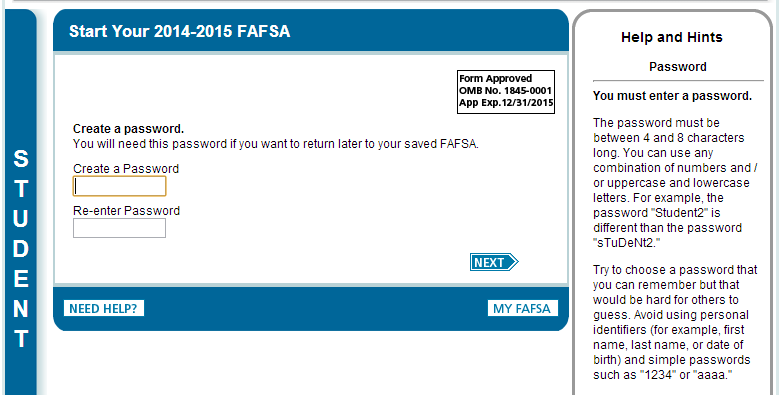 S
T
U
D
E
N
T
Start Your 2014-2015 FAFSA
Form Approved
OMB No. 1845-0001
App Exp.12/31/2015
Create a password.
You will need this password if you want to return later to your saved FAFSA.
Create a Password
Re-enter Password
NEXT
NEED HELP?
MY FAFSA
Help and Hints
Password
You must enter a password.
The password must be
between 4 and 8 characters
long. You can use any
combination of numbers and /
or uppercase and lowercase
letters. For example, the
password "Student2" is
different than the password
"sTuDeNt2."
Try to choose a password that
you can remember but that
would be hard for others to
guess. Avoid using personal
identifiers (for example, first
name, last name, or date of
birth) and simple passwords
such as "1234" or "aaaa."